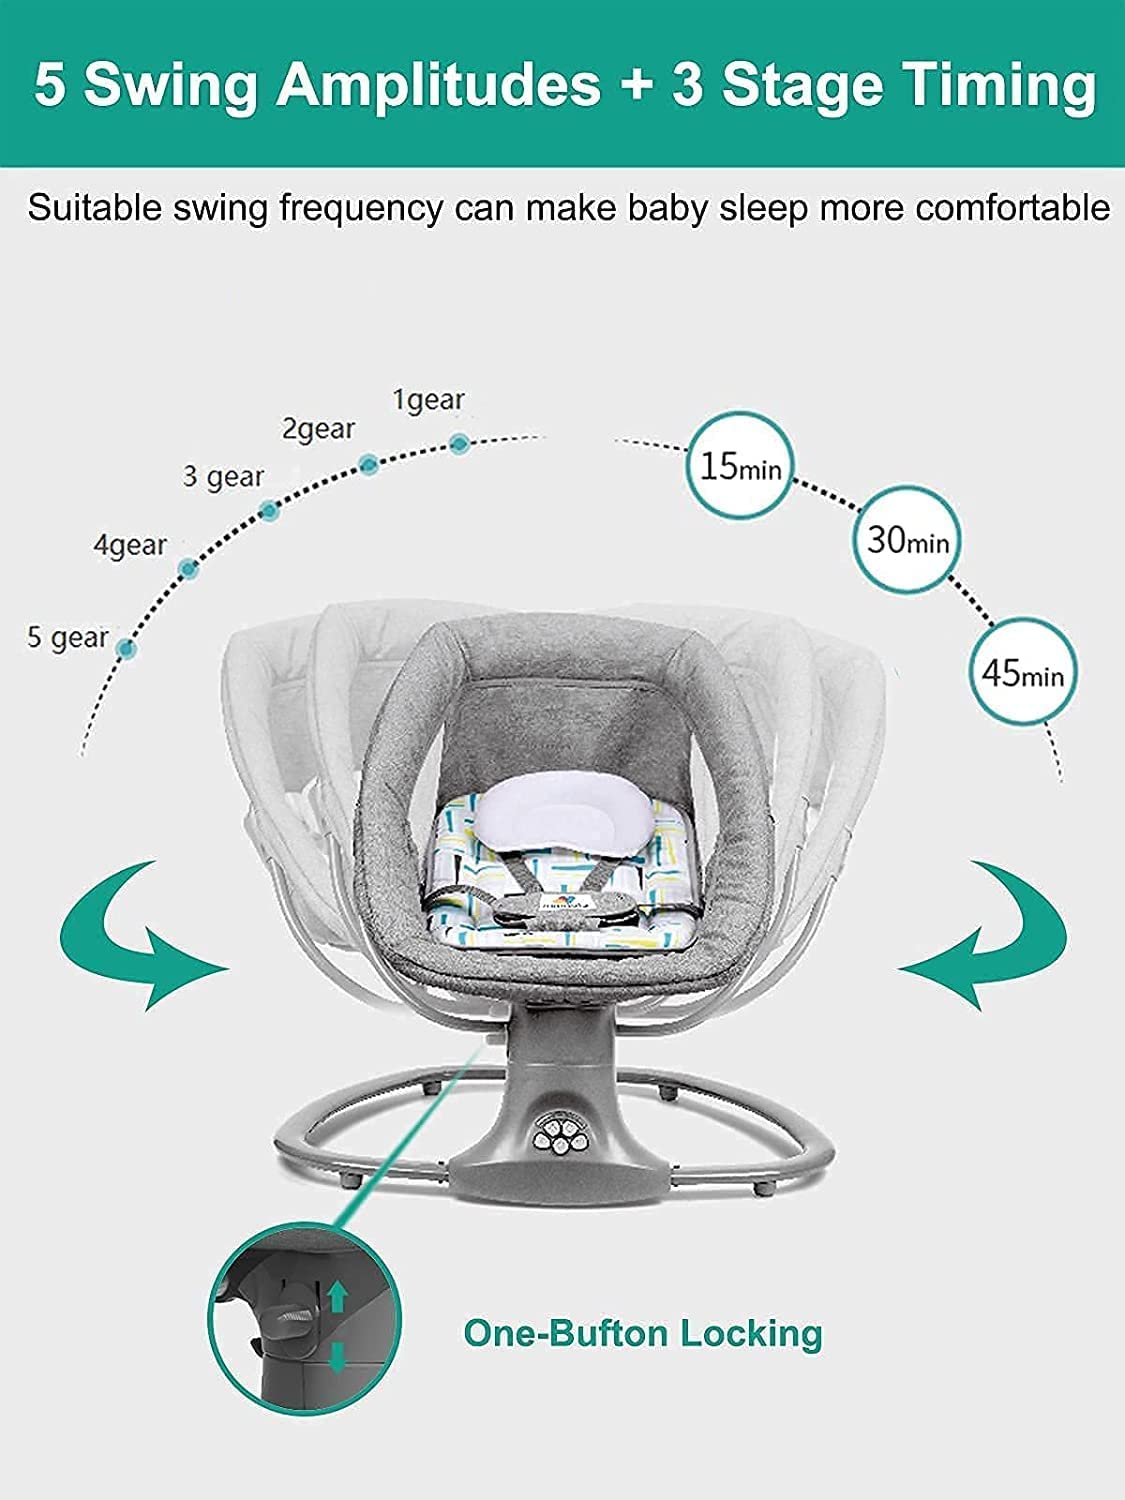 5 Swing Amplitudes + 3 Stage Timing
Suitable swing frequency can make baby sleep more comfortable
1gear
2gear
3 gear
4gear
5 gear
15min
30min
45min
One-Bufton Locking